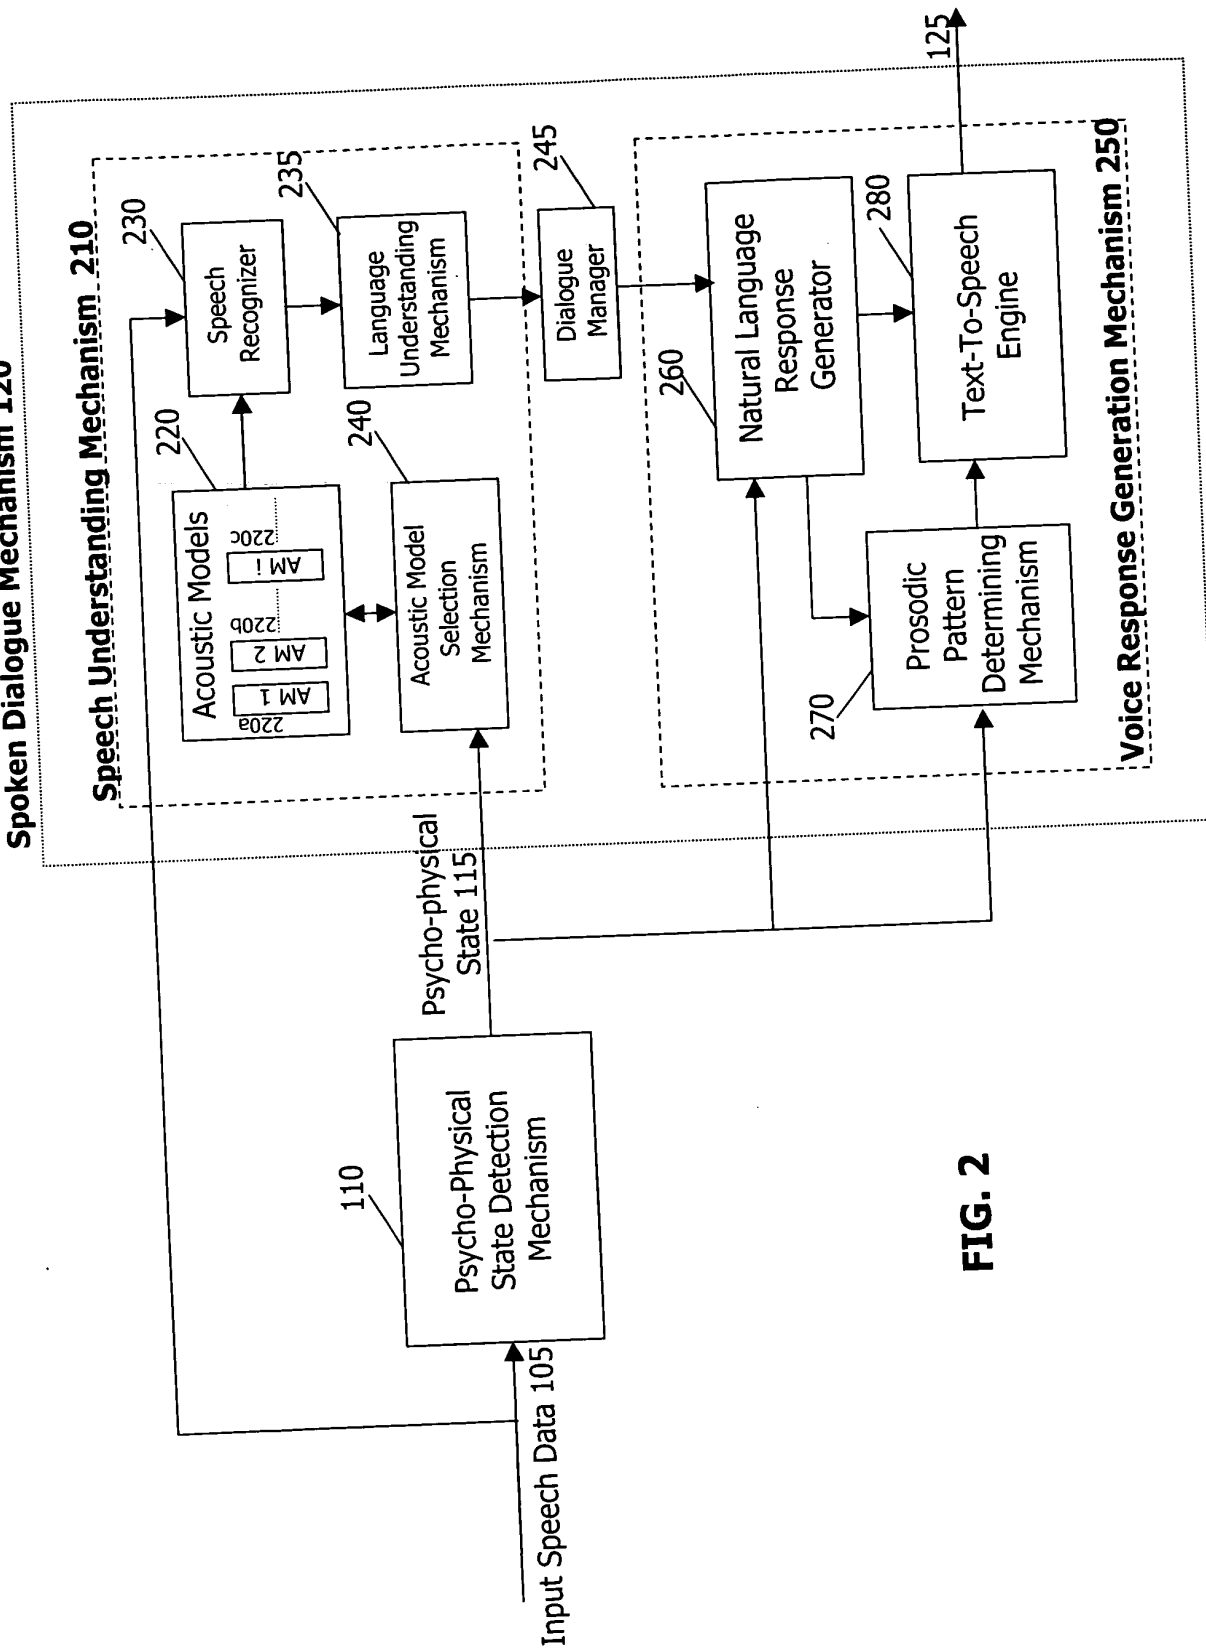 Spoken Dialogue Mechanism 120
Speech Understanding Mechanism 210
220
Acoustic Models
220a
AM 1
AM 2
220b
AM i
220c
230
Speech
Recognizer
235
Language
Understanding
Mechanism
240
Acoustic Model
Selection
Mechanism
245
Dialogue
Manager
110
Psycho-Physical
State Detection
Mechanism
Input Speech Data 105
Psycho-physical
State 115
260
Natural Language
Response
Generator
270
Prosodic
Pattern
Determining
Mechanism
280
Text-To-Speech
Engine
125
Voice Response Generation Mechanism 250
FIG. 2